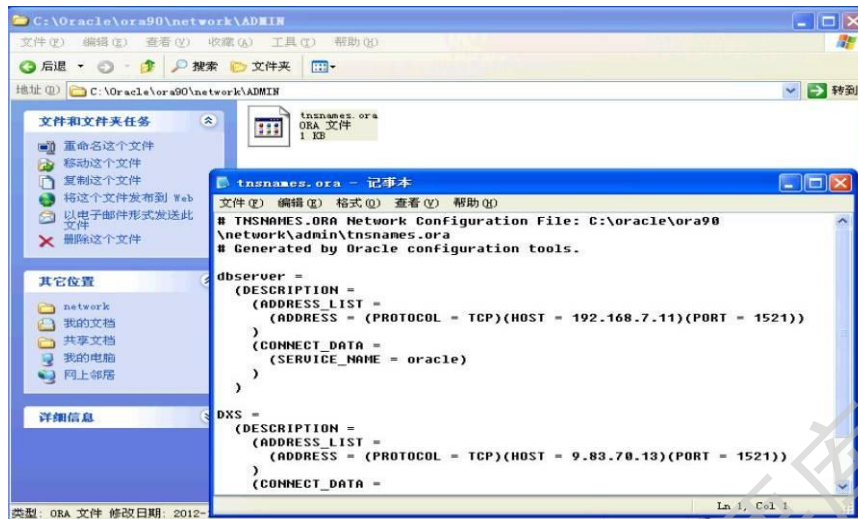 C:\Oracle\ora90\network\ADMIN
文件(F) 编辑(E) 查看(V) 收藏(A) 工具(T) 帮助(H)
后退 搜索 文件夹
地址(D) C:\Oracle\ora90\network\ADMIN 转到
文件和文件夹任务
重命名这个文件
移动这个文件
复制这个文件
将这个文件发布到 Web
以电子邮件形式发送此
文件
删除这个文件
其它位置
network
我的文档
共享文档
我的电脑
网上邻居
详细信息
tnsnames.ora
ORA 文件
1 KB
tnsnames.ora - 记事本
文件(F) 编辑(E) 格式(O) 查看(V) 帮助(H)
# TNSNAMES.ORA Network Configuration File: C:\oracle\ora90
\network\admin\tnsnames.ora
# Generated by Oracle configuration tools.
dbserver =
(DESCRIPTION =
(ADDRESS_LIST =
(ADDRESS = (PROTOCOL = TCP)(HOST = 192.168.7.11)(PORT = 1521))
)
(CONNECT_DATA =
(SERVICE_NAME = oracle)
)
)
DXS =
(DESCRIPTION =
(ADDRESS_LIST =
(ADDRESS = (PROTOCOL = TCP)(HOST = 9.83.70.13)(PORT = 1521))
)
(CONNECT_DATA =
Ln 1, Col 1
类型: ORA 文件 修改日期: 2012-